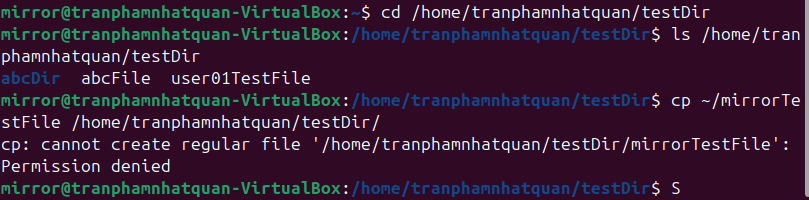 mirror@tranphamnhatquan-VirtualBox:~$ cd /home/tranphamnhatquan/testDir
mirror@tranphamnhatquan-VirtualBox:/home/tranphamnhatquan/testDir$ ls /home/tran
phamnhatquan/testDir
abcDir  abcFile  user01TestFile
mirror@tranphamnhatquan-VirtualBox:/home/tranphamnhatquan/testDir$ cp ~/mirrorTe
stFile /home/tranphamnhatquan/testDir/
cp: cannot create regular file '/home/tranphamnhatquan/testDir/mirrorTestFile':
Permission denied
mirror@tranphamnhatquan-VirtualBox:/home/tranphamnhatquan/testDir$ S